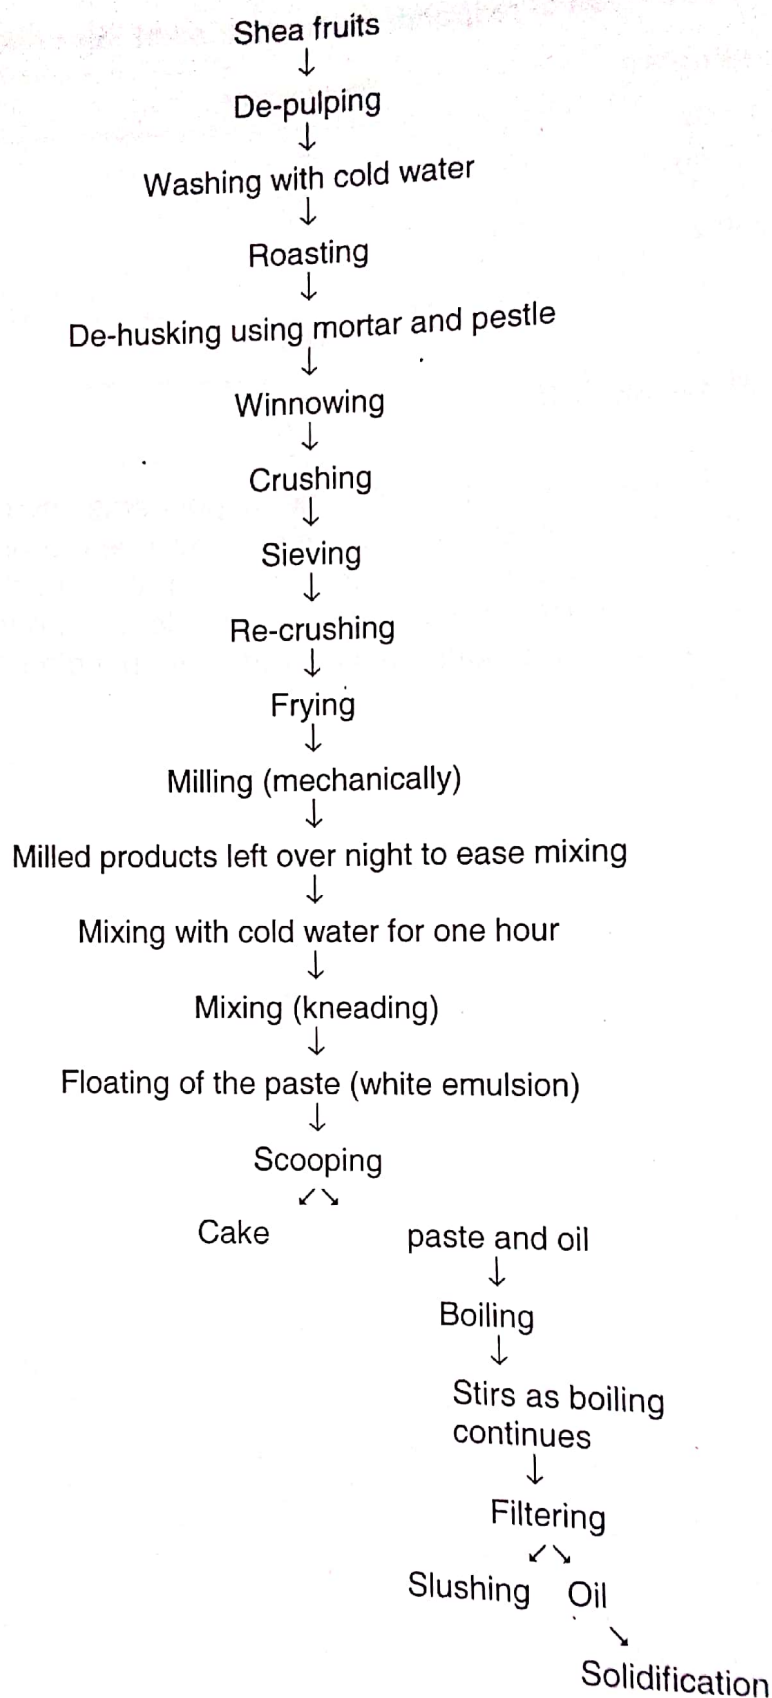 Shea fruits
↓
De-pulping
↓
Washing with cold water
↓
Roasting
↓
De-husking using mortar and pestle
↓
Winnowing
↓
Crushing
↓
Sieving
↓
Re-crushing
↓
Frying
↓
Milling (mechanically)
↓
Milled products left over night to ease mixing
↓
Mixing with cold water for one hour
↓
Mixing (kneading)
↓
Floating of the paste (white emulsion)
↓
Scooping
↙↘
Cake paste and oil
↓
Boiling
↓
Stirs as boiling
continues
↓
Filtering
↙↘
Slushing Oil
↘
Solidification